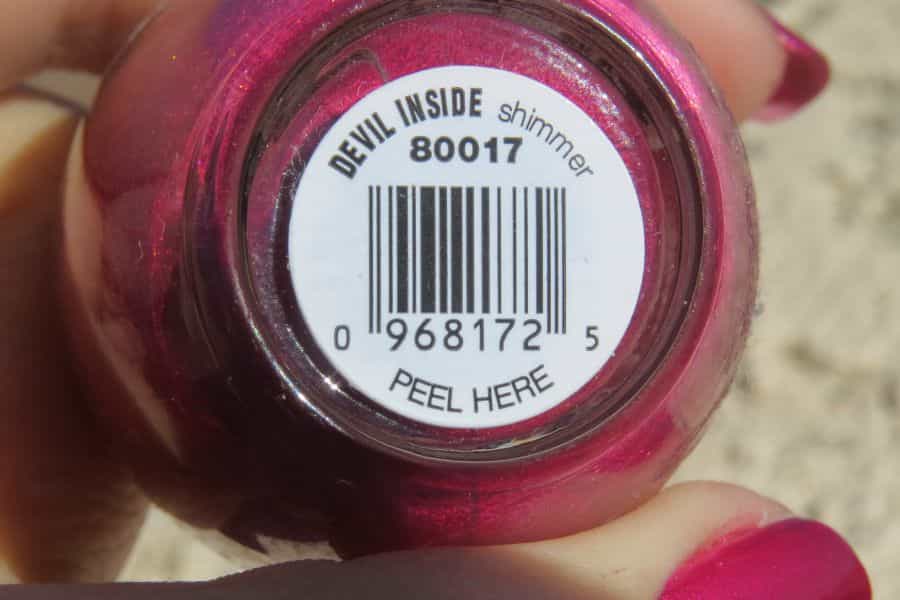 DEVIL INSIDE shimmer
80017
0 968172 5
PEEL HERE